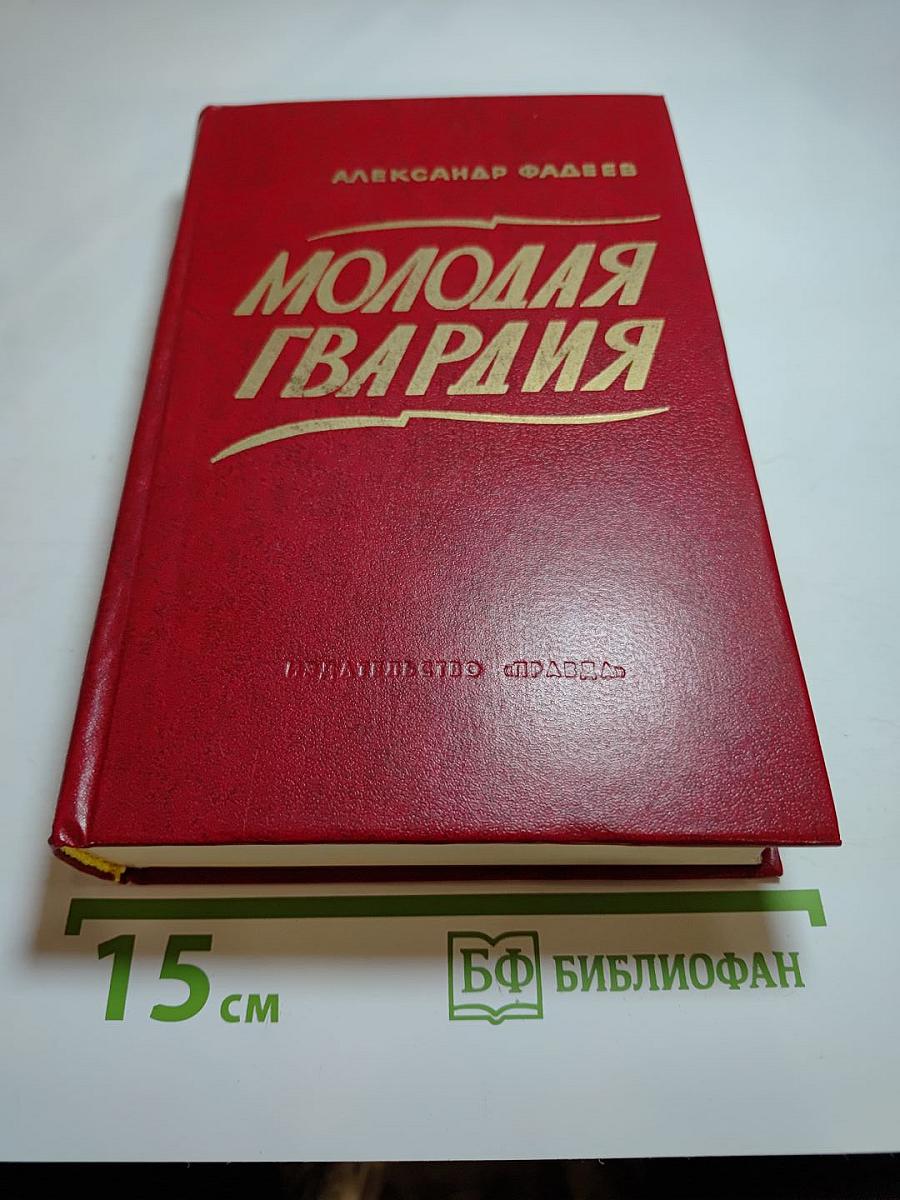 АЛЕКСАНДР ФАДЕЕВ
МОЛОДАЯ
ГВАРДИЯ
ИЗДАТЕЛЬСТВО «ПРАВДА»
15 см
БФ БИБЛИОФАН